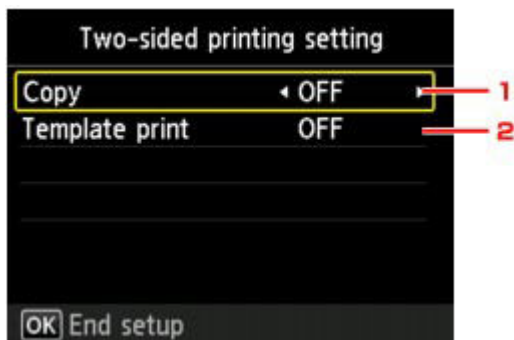 Two-sided printing setting
Copy OFF 1
Template print OFF 2
OK End setup